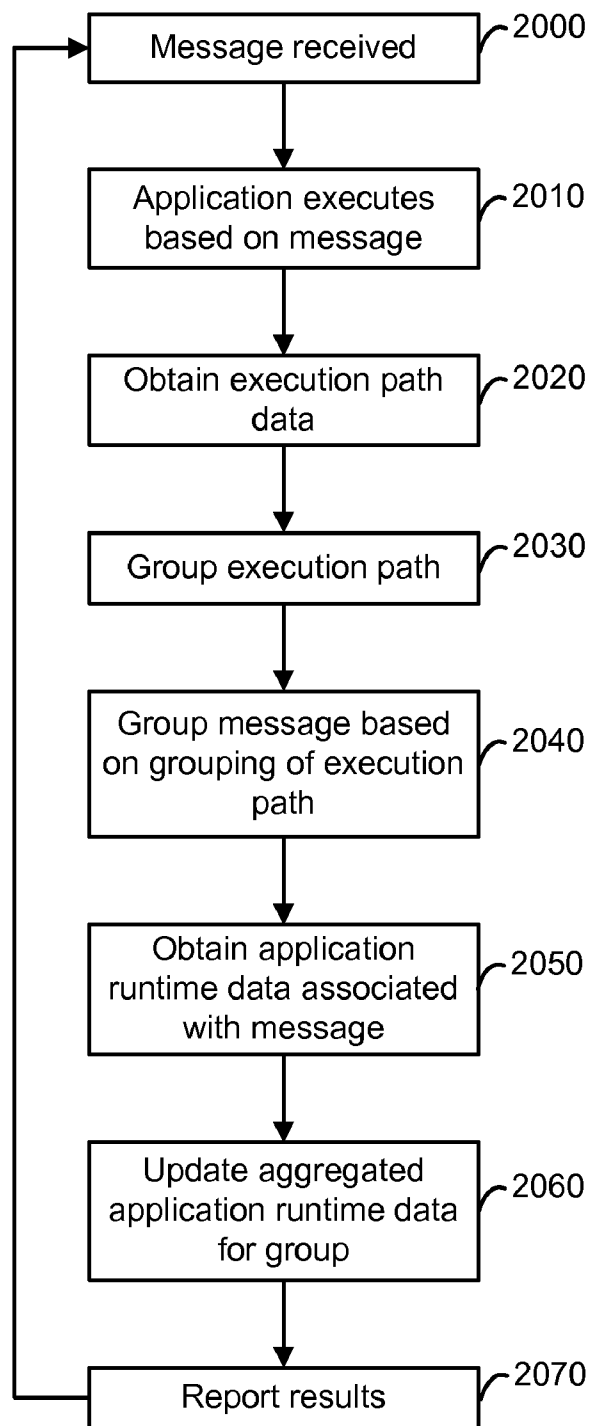 Message received
2000
Application executes
based on message
2010
Obtain execution path
data
2020
Group execution path
2030
Group message based
on grouping of execution
path
2040
Obtain application
runtime data associated
with message
2050
Update aggregated
application runtime data
for group
2060
Report results
2070